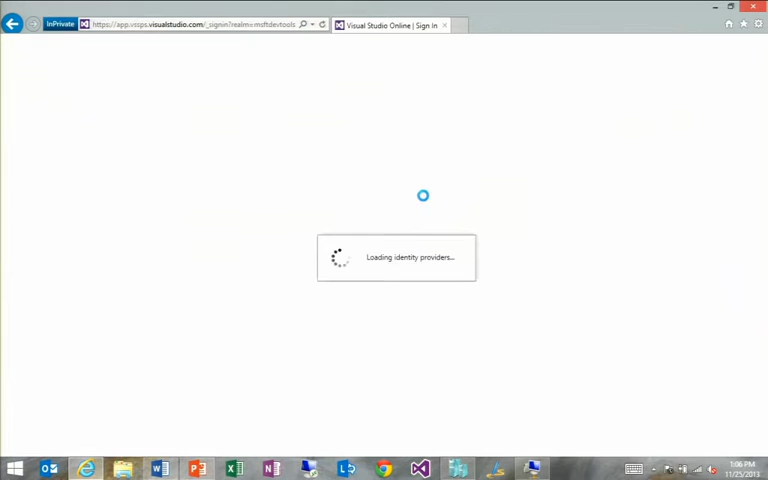 InPrivate
https://app.vssps.visualstudio.com/_signin?realm=msftdevtools
Visual Studio Online | Sign In
Loading identity providers...
1:06 PM
11/25/2013